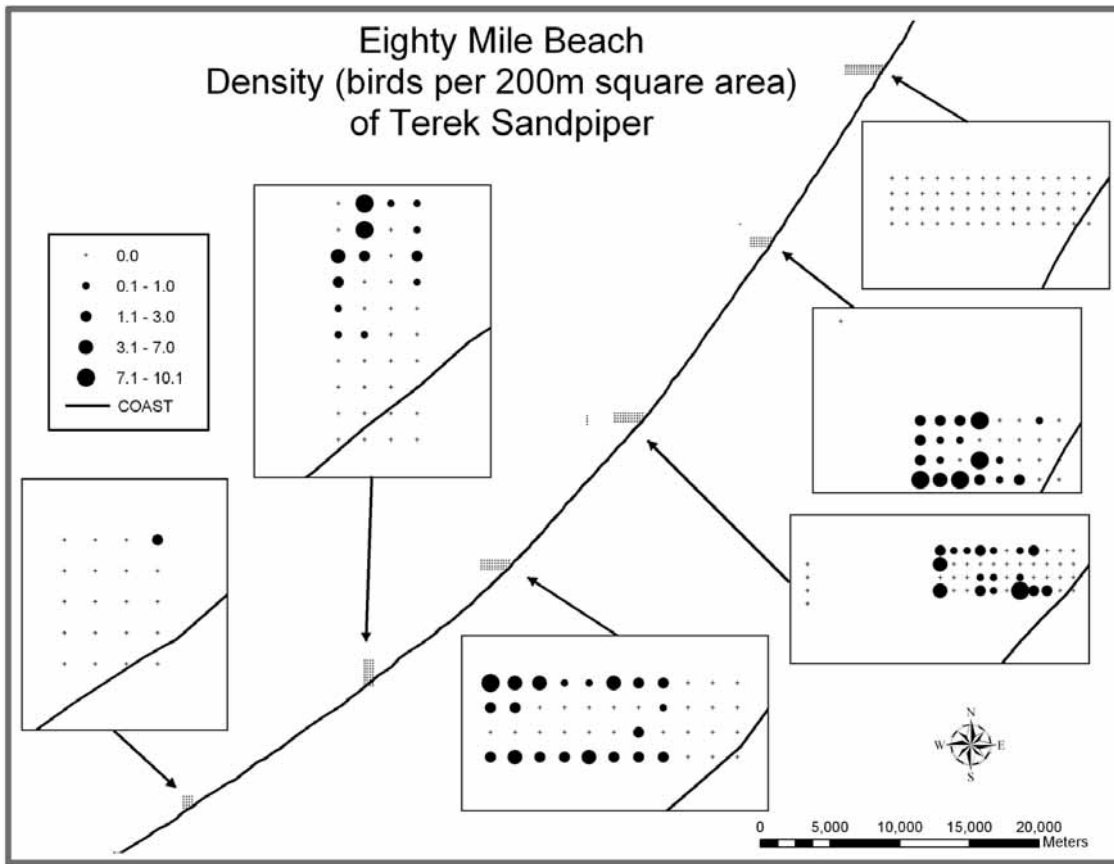 Eighty Mile Beach
Density (birds per 200m square area)
of Terek Sandpiper
0.0
0.1 - 1.0
1.1 - 3.0
3.1 - 7.0
7.1 - 10.1
COAST
N
W E
S
0 5,000 10,000 15,000 20,000
Meters